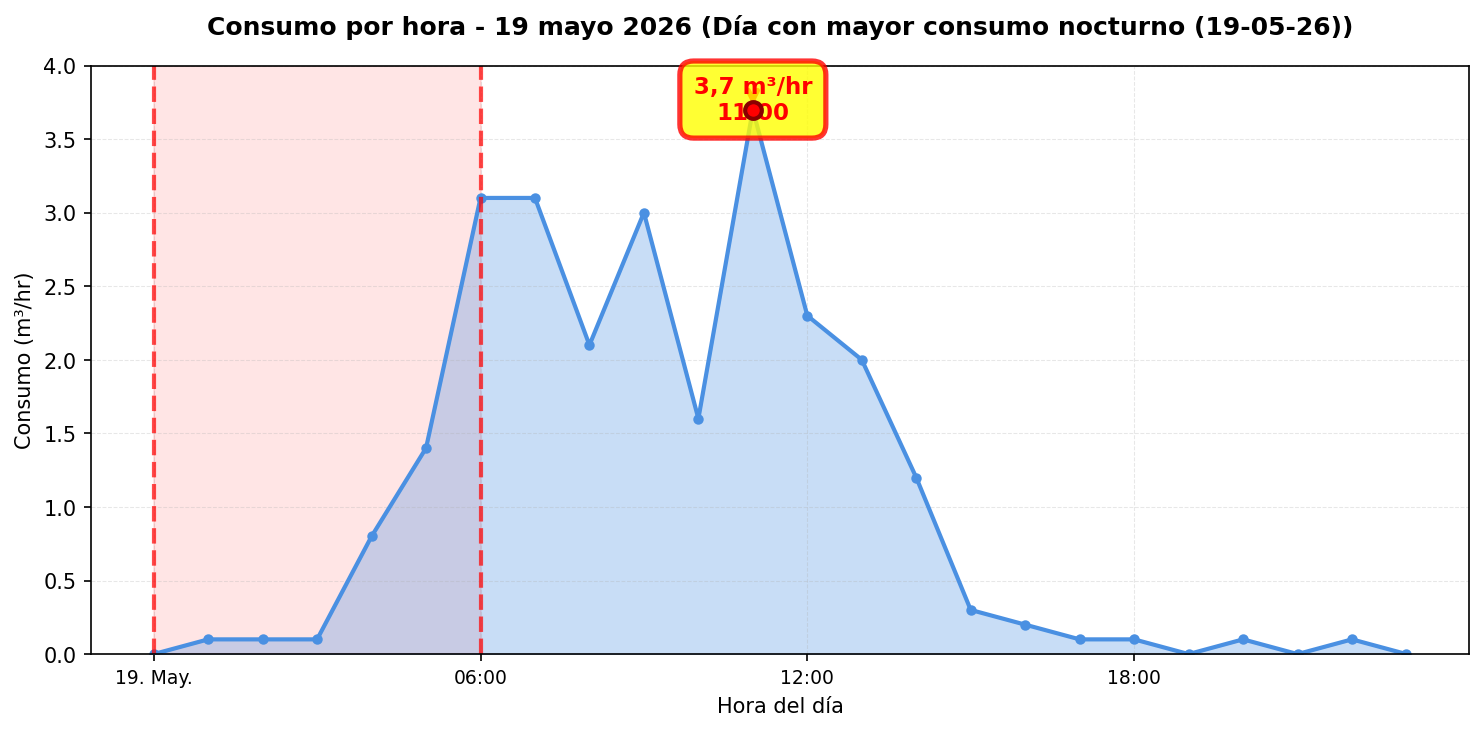 Consumo por hora - 19 mayo 2026 (Día con mayor consumo nocturno (19-05-26))
3,7 m³/hr
11:00
Consumo (m³/hr)
4.0
3.5
3.0
2.5
2.0
1.5
1.0
0.5
0.0
19. May.
06:00
12:00
18:00
Hora del día